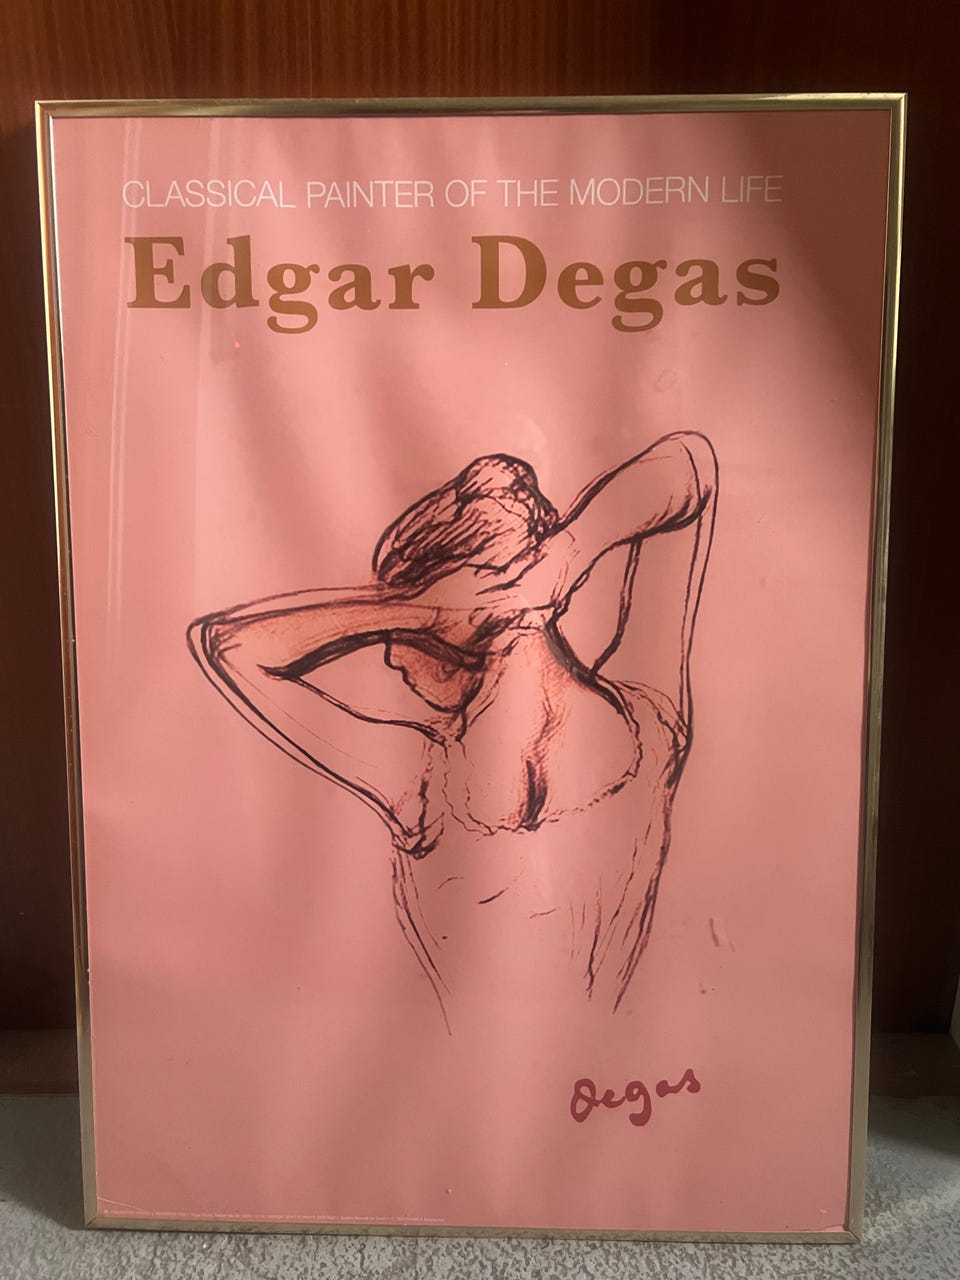 CLASSICAL PAINTER OF THE MODERN LIFE
Edgar Degas
Degas